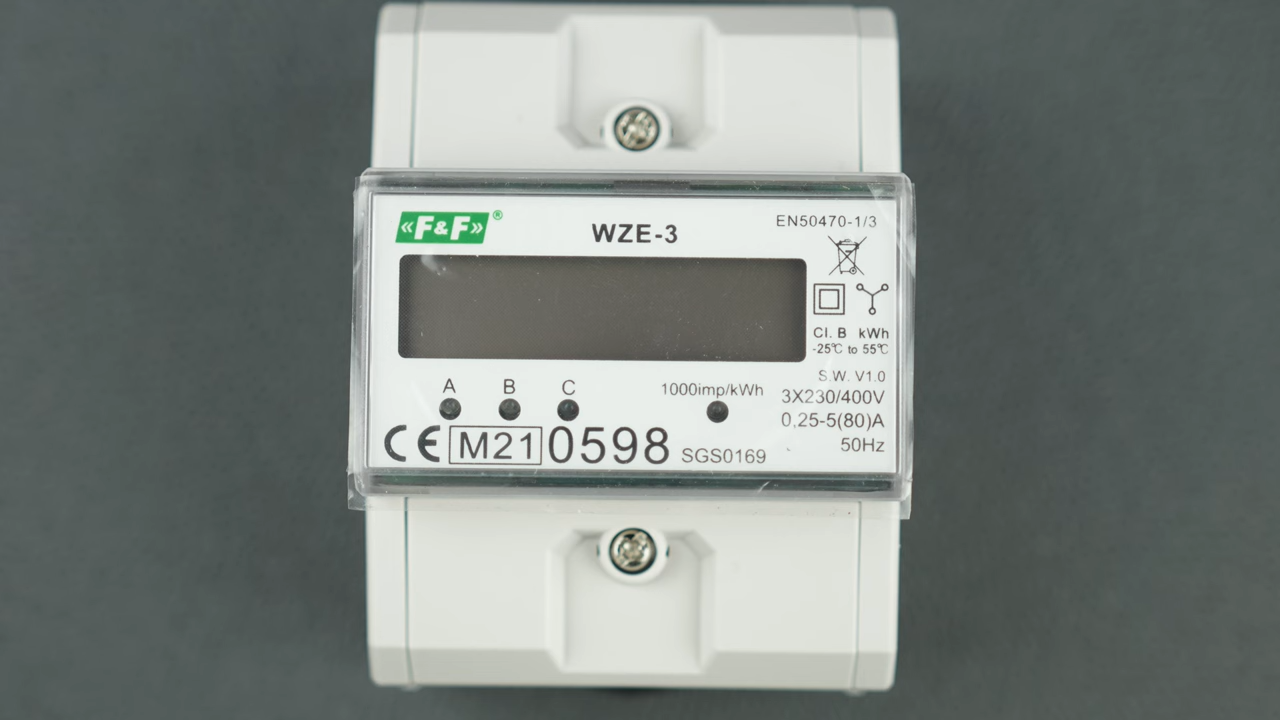 «F&F»®
WZE-3
EN50470-1/3
Cl. B kWh
-25℃ to 55℃
A B C
1000imp/kWh
S.W. V1.0
3X230/400V
0,25-5(80)A
50Hz
CE M21 0598 SGS0169